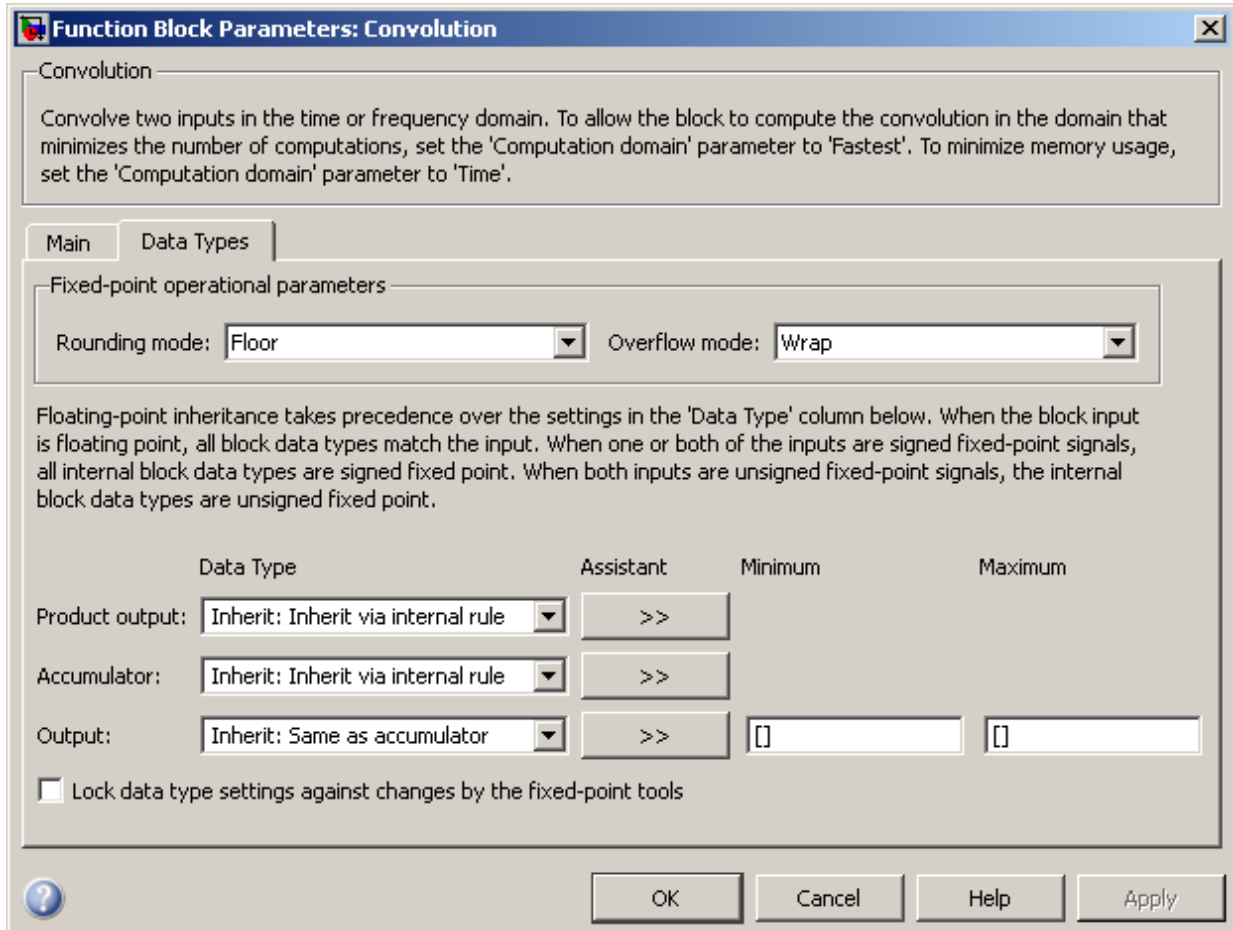 Function Block Parameters: Convolution
Convolution
Convolve two inputs in the time or frequency domain. To allow the block to compute the convolution in the domain that
minimizes the number of computations, set the 'Computation domain' parameter to 'Fastest'. To minimize memory usage,
set the 'Computation domain' parameter to 'Time'.
Main Data Types
Fixed-point operational parameters
Rounding mode: Floor Overflow mode: Wrap
Floating-point inheritance takes precedence over the settings in the 'Data Type' column below. When the block input
is floating point, all block data types match the input. When one or both of the inputs are signed fixed-point signals,
all internal block data types are signed fixed point. When both inputs are unsigned fixed-point signals, the internal
block data types are unsigned fixed point.
Data Type Assistant Minimum Maximum
Product output: Inherit: Inherit via internal rule >>
Accumulator: Inherit: Inherit via internal rule >>
Output: Inherit: Same as accumulator >> [] []
Lock data type settings against changes by the fixed-point tools
? OK Cancel Help Apply